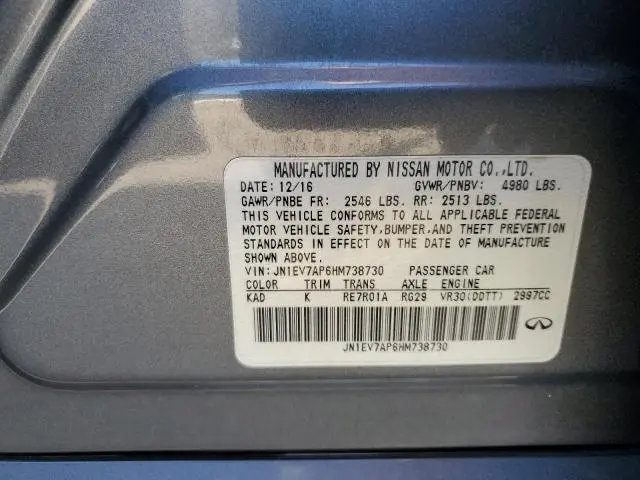 MANUFACTURED BY NISSAN MOTOR CO.,LTD.
DATE: 12/16 GVWR/PNBV: 4980 LBS.
GAWR/PNBE FR: 2546 LBS. RR: 2513 LBS.
THIS VEHICLE CONFORMS TO ALL APPLICABLE FEDERAL
MOTOR VEHICLE SAFETY,BUMPER,AND THEFT PREVENTION
STANDARDS IN EFFECT ON THE DATE OF MANUFACTURE
SHOWN ABOVE.
VIN: JN1EV7AP6HM738730 PASSENGER CAR
COLOR TRIM TRANS AXLE ENGINE
KAD K RE7R01A RG29 VR30(DDTT) 2997CC
JN1EV7AP6HM738730
INFINITI